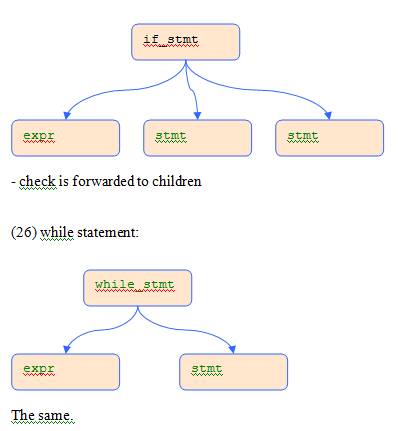 if_stmt
expr stmt stmt
- check is forwarded to children
(26) while statement:
while_stmt
expr stmt
The same.